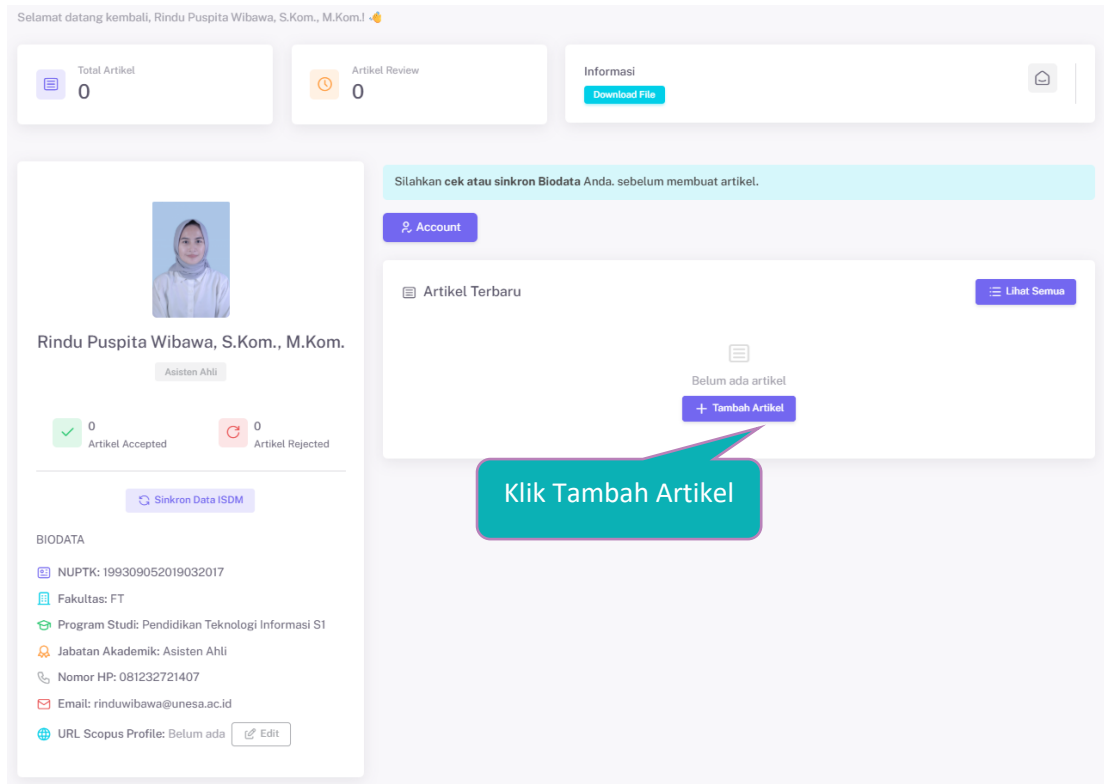 Selamat datang kembali, Rindu Puspita Wibawa, S.Kom., M.Kom.! 👋
Total Artikel
0
Artikel Review
0
Informasi
Download File
Silahkan cek atau sinkron Biodata Anda. sebelum membuat artikel.
Account
Artikel Terbaru
Lihat Semua
Belum ada artikel
+ Tambah Artikel
Klik Tambah Artikel
Rindu Puspita Wibawa, S.Kom., M.Kom.
Asisten Ahli
0
Artikel Accepted
0
Artikel Rejected
Sinkron Data ISDM
BIODATA
NUPTK: 199309052019032017
Fakultas: FT
Program Studi: Pendidikan Teknologi Informasi S1
Jabatan Akademik: Asisten Ahli
Nomor HP: 081232721407
Email: rinduwibawa@unesa.ac.id
URL Scopus Profile: Belum ada Edit